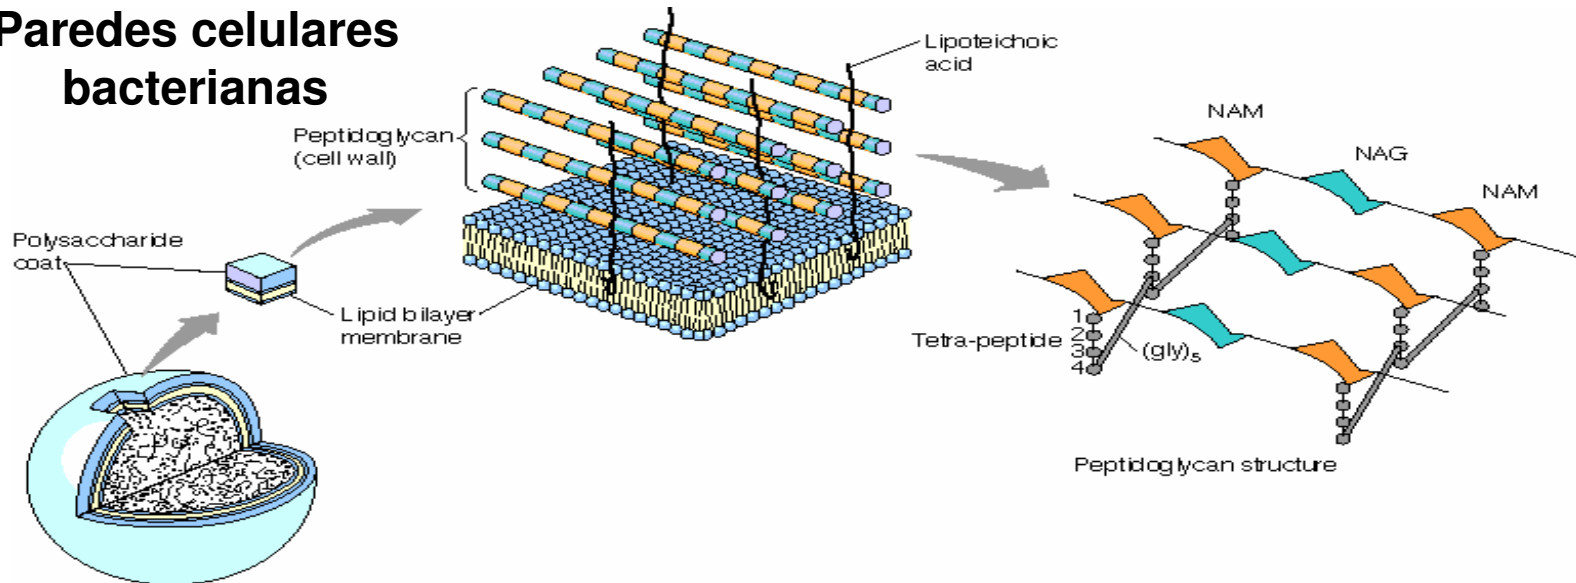 Paredes celulares
bacterianas
Lipoteichoic
acid
Peptidoglycan
(cell wall)
NAM
NAG
NAM
Polysaccharide
coat
Lipid bilayer
membrane
1
2
3
4
Tetra-peptide
(gly)₅
Peptidoglycan structure